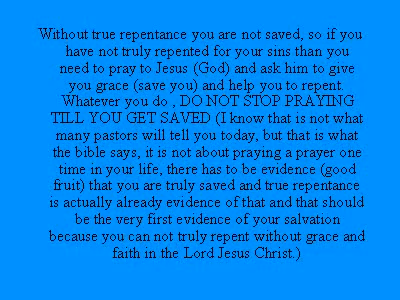 Without true repentance you are not saved, so if you
have not truly repented for your sins than you
need to pray to Jesus (God) and ask him to give
you grace (save you) and help you to repent.
Whatever you do , DO NOT STOP PRAYING
TILL YOU GET SAVED (I know that is not what
many pastors will tell you today, but that is what
the bible says, it is not about praying a prayer one
time in your life, there has to be evidence (good
fruit) that you are truly saved and true repentance
is actually already evidence of that and that should
be the very first evidence of your salvation
because you can not truly repent without grace and
faith in the Lord Jesus Christ.)